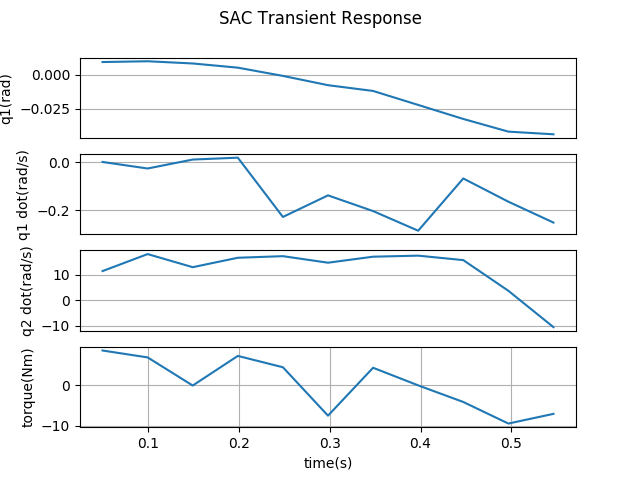 SAC Transient Response
0.000
−0.025
q1(rad)
0.0
−0.2
q1 dot(rad/s)
10
0
−10
q2 dot(rad/s)
0
−10
torque(Nm)
0.1 0.2 0.3 0.4 0.5
time(s)